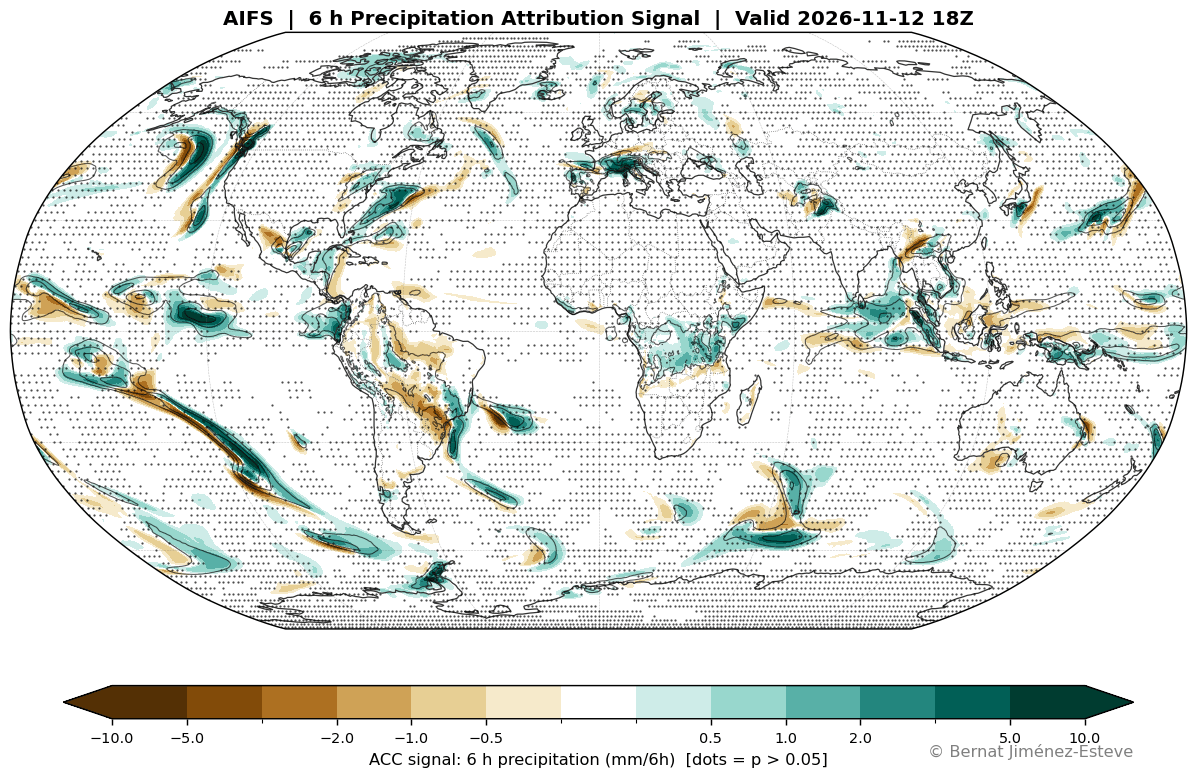 AIFS | 6 h Precipitation Attribution Signal | Valid 2026-11-12 18Z
−10.0 −5.0 −2.0 −1.0 −0.5 0.5 1.0 2.0 5.0 10.0
ACC signal: 6 h precipitation (mm/6h) [dots = p > 0.05]
© Bernat Jiménez-Esteve